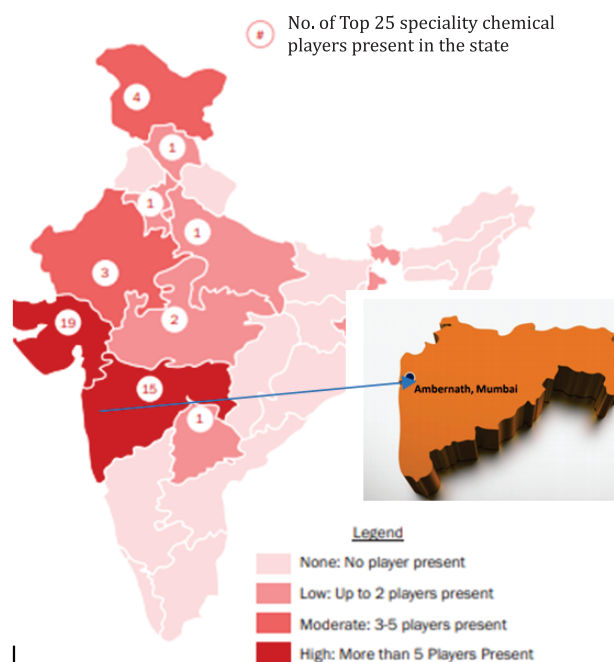 # No. of Top 25 speciality chemical
players present in the state
4
1
1
1
3
19
2
15
1
Ambernath, Mumbai
Legend
None: No player present
Low: Up to 2 players present
Moderate: 3-5 players present
High: More than 5 Players Present